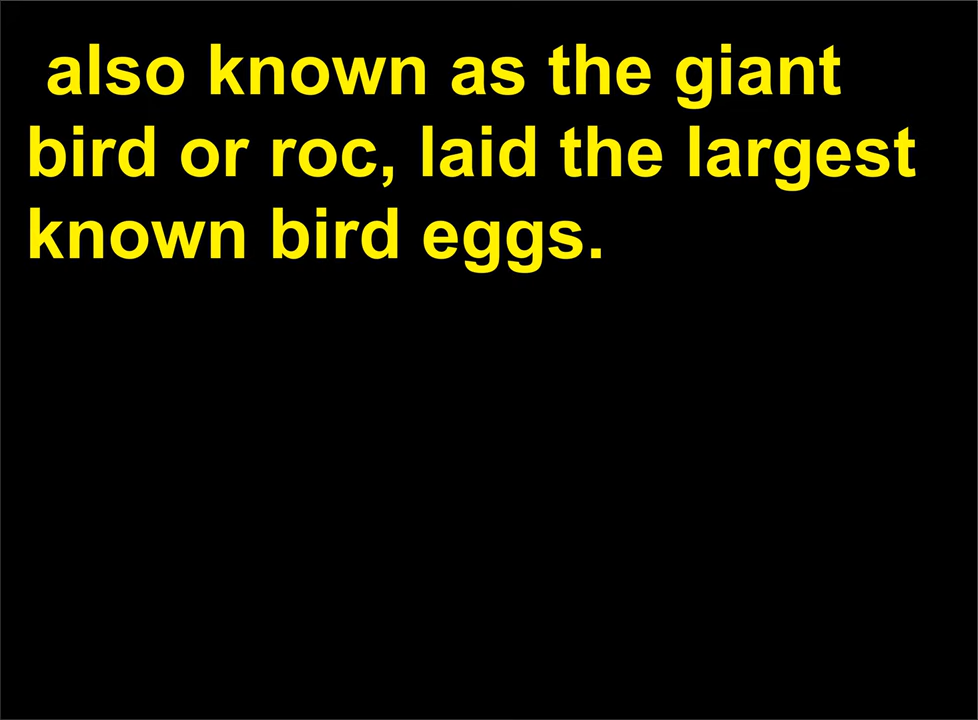 also known as the giant
bird or roc, laid the largest
known bird eggs.